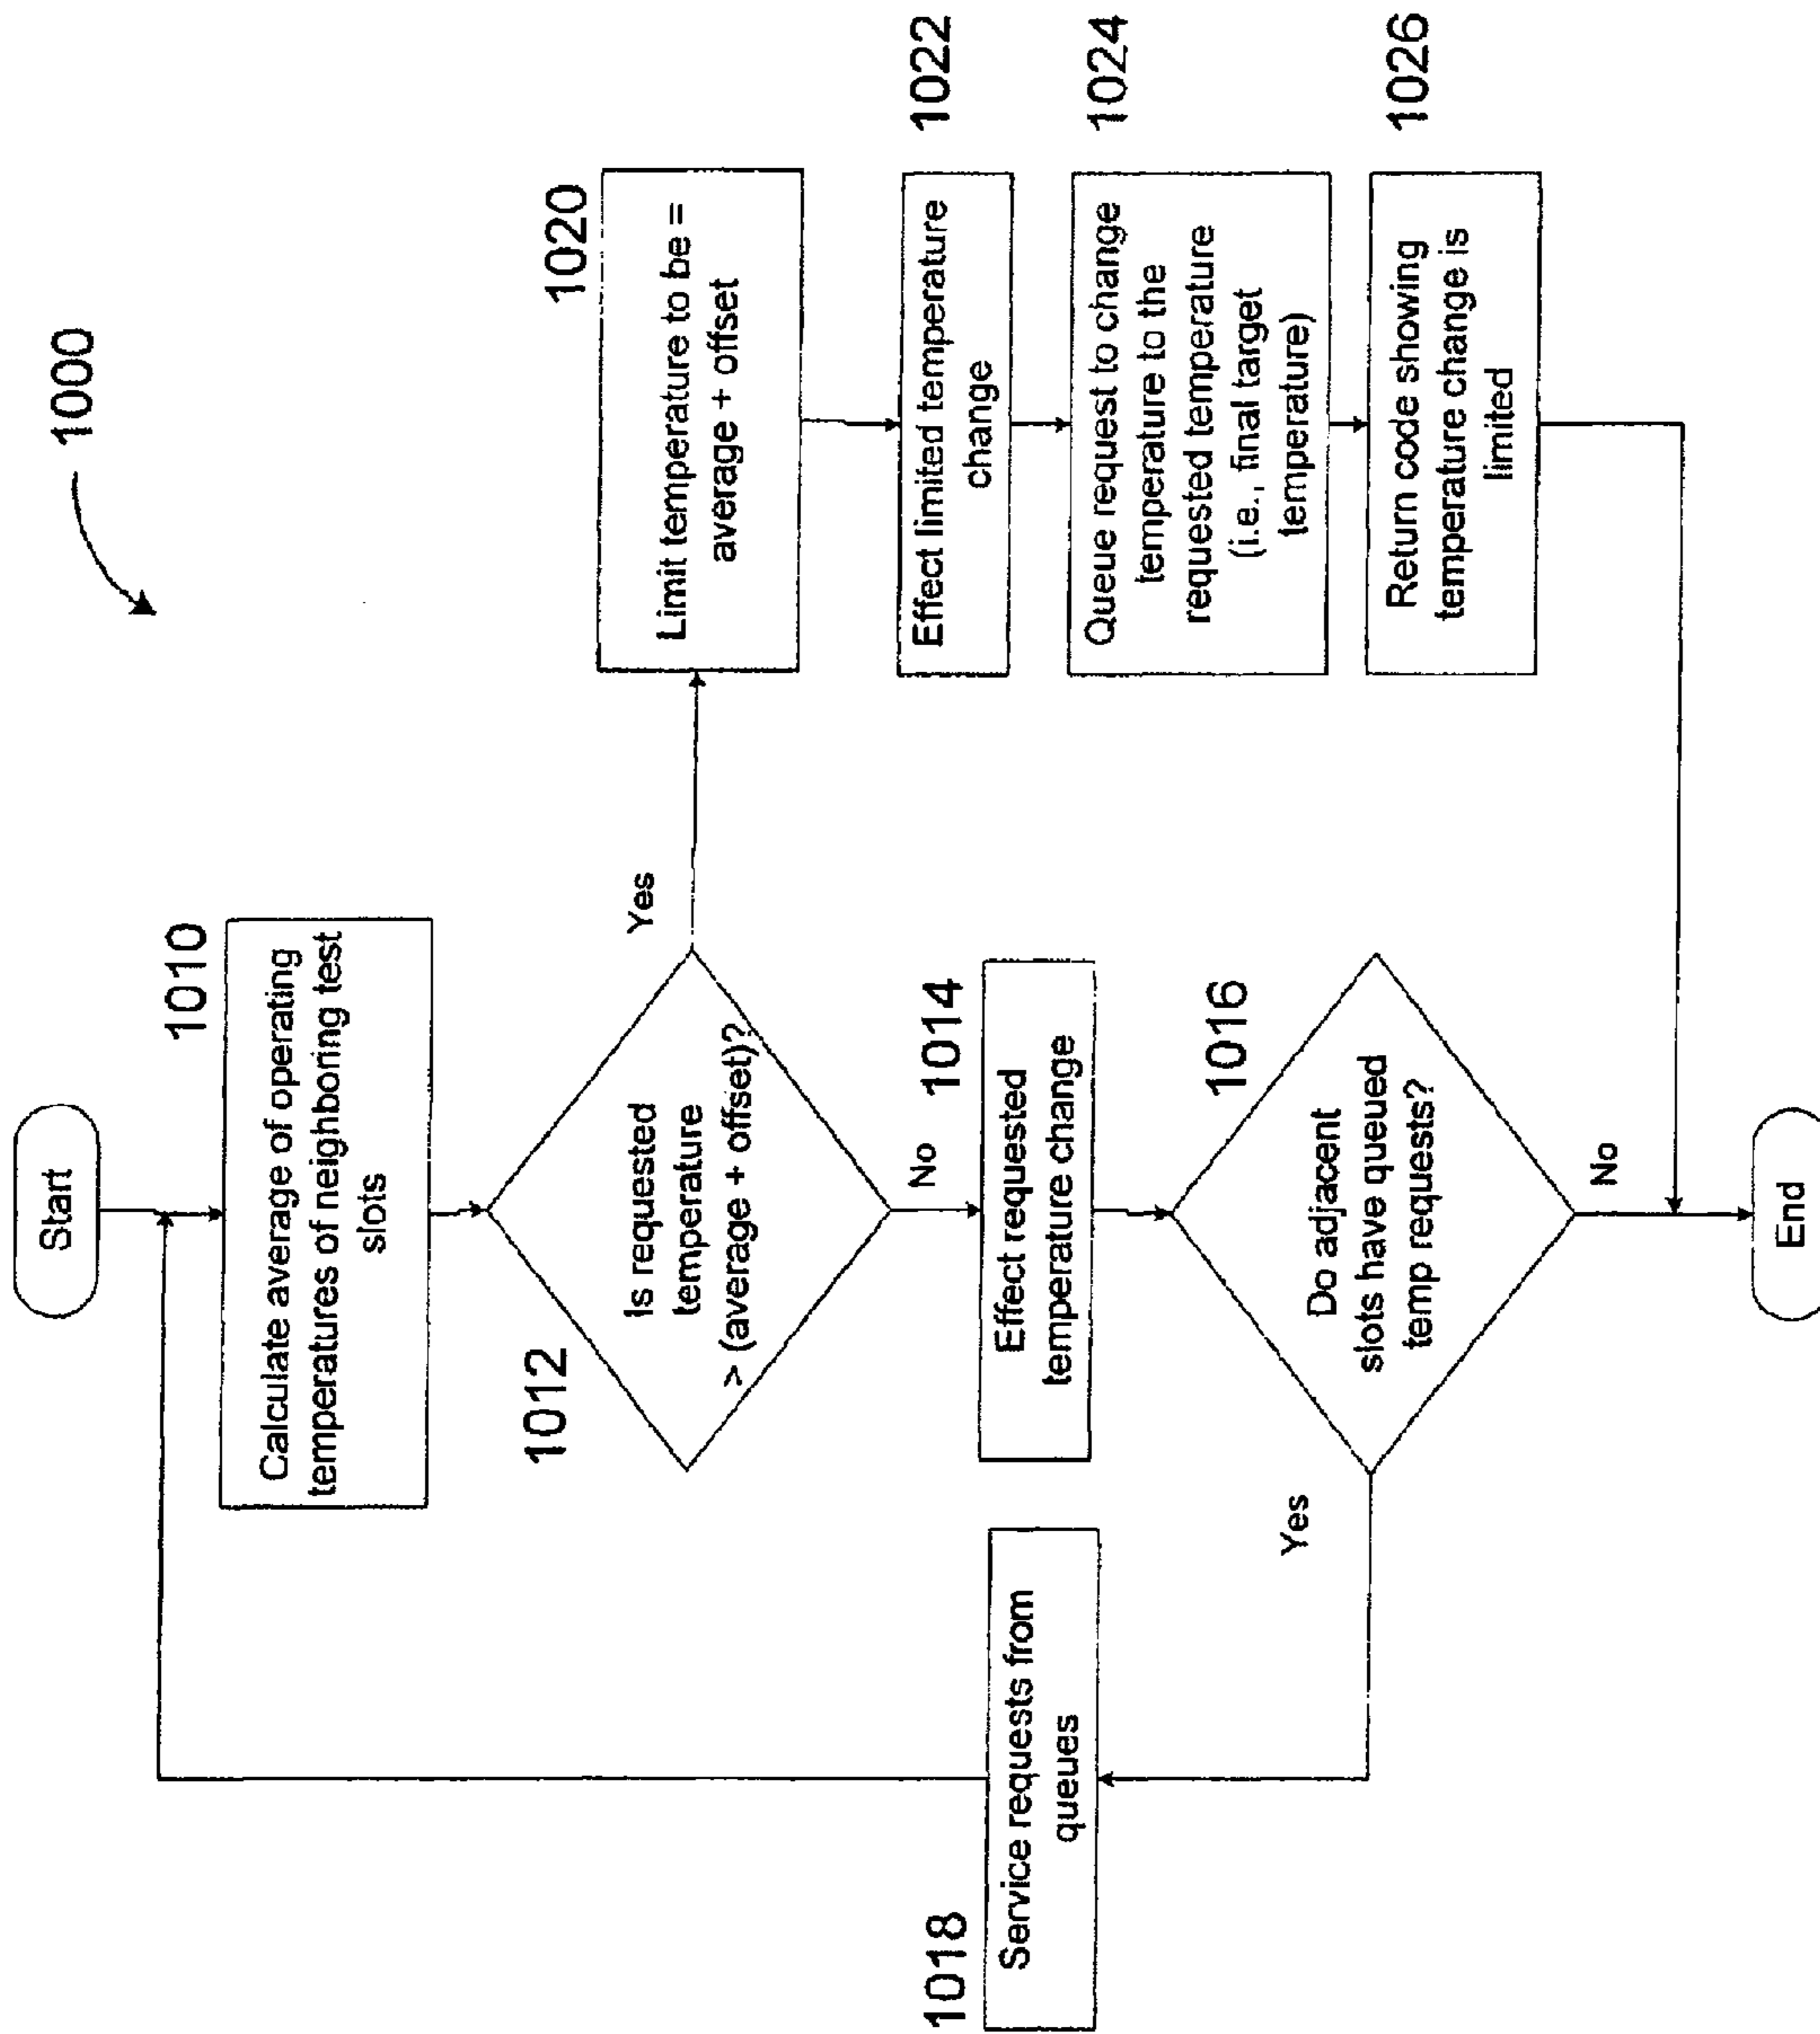 1000
Start
1010
Calculate average of operating
temperatures of neighboring test
slots
1012
Is requested
temperature
> (average + offset)?
Yes
No
1014
Effect requested
temperature change
1016
Do adjacent
slots have queued
temp requests?
Yes
No
1018
Service requests from
queues
1020
Limit temperature to be =
average + offset
1022
Effect limited temperature
change
1024
Queue request to change
temperature to the
requested temperature
(i.e., final target
temperature)
1026
Return code showing
temperature change is
limited
End